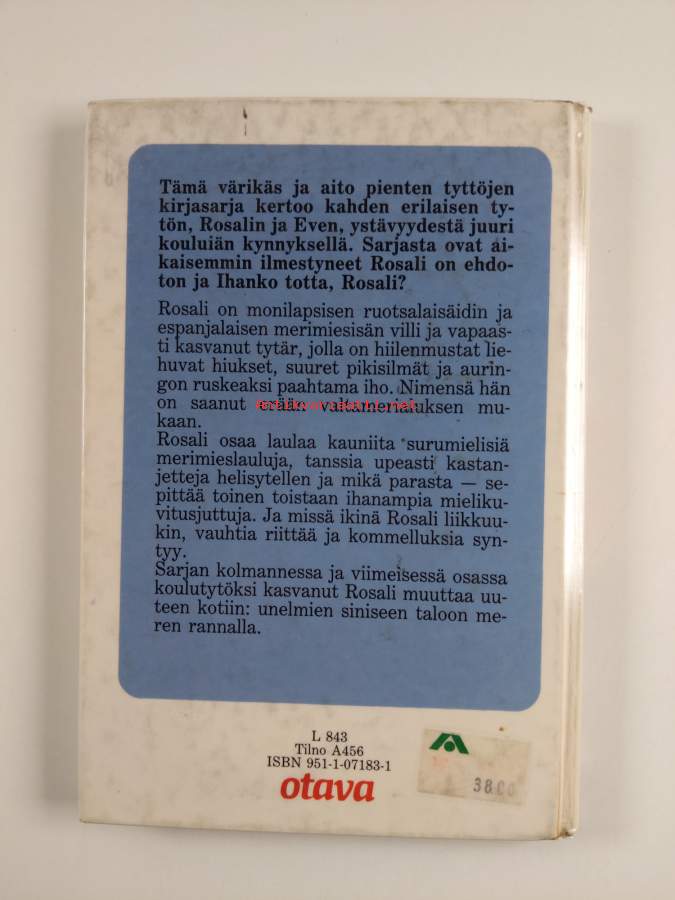 Tämä värikäs ja aito pienten tyttöjen
kirjasarja kertoo kahden erilaisen ty-
tön, Rosalin ja Even, ystävyydestä juuri
kouluiän kynnyksellä. Sarjasta ovat ai-
kaisemmin ilmestyneet Rosali on ehdo-
ton ja Ihanko totta, Rosali?
Rosali on monilapsisen ruotsalaisäidin ja
espanjalaisen merimiesisän villi ja vapaas-
ti kasvanut tytär, jolla on hiilenmustat lie-
huvat hiukset, suuret pikisilmät ja aurin-
gon ruskeaksi paahtama iho. Nimensä hän
on saanut erään valtamerialuksen mu-
kaan.
Rosali osaa laulaa kauniita surumielisiä
merimieslauluja, tanssia upeasti kastan-
jetteja helisytellen ja mikä parasta — se-
pittää toinen toistaan ihanampia mieliku-
vitusjuttuja. Ja missä ikinä Rosali liikkuu-
kin, vauhtia riittää ja kommelluksia syn-
tyy.
Sarjan kolmannessa ja viimeisessä osassa
koulutytöksi kasvanut Rosali muuttaa uu-
teen kotiin: unelmien siniseen taloon me-
ren rannalla.
L 843
Tilno A456
ISBN 951-1-07183-1
otava
38.00